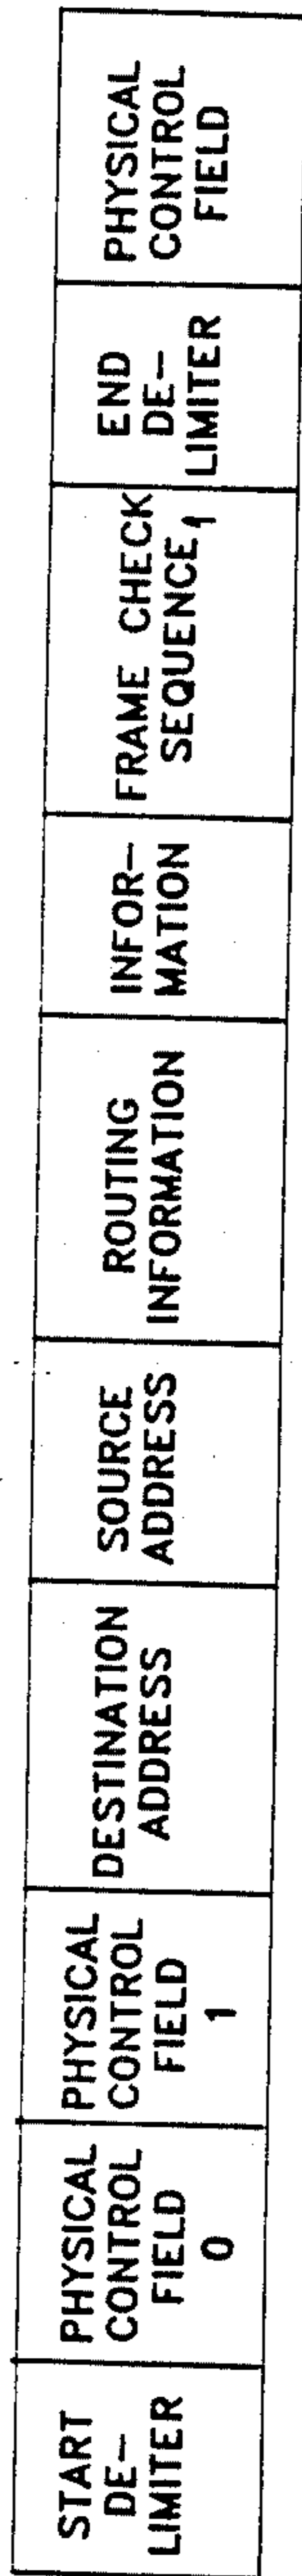 START
DE-
LIMITER
PHYSICAL
CONTROL
FIELD
0
PHYSICAL
CONTROL
FIELD
1
DESTINATION
ADDRESS
SOURCE
ADDRESS
ROUTING
INFORMATION
INFOR-
MATION
FRAME CHECK
SEQUENCE,
END
DE-
LIMITER
PHYSICAL
CONTROL
FIELD